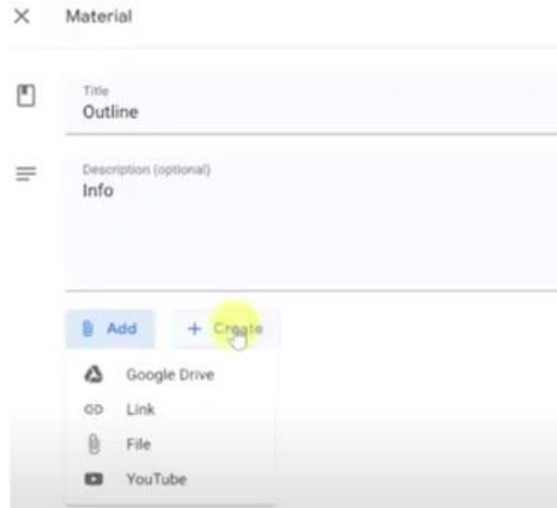 Material
Title
Outline
Description (optional)
Info
Add + Create
Google Drive
Link
File
YouTube